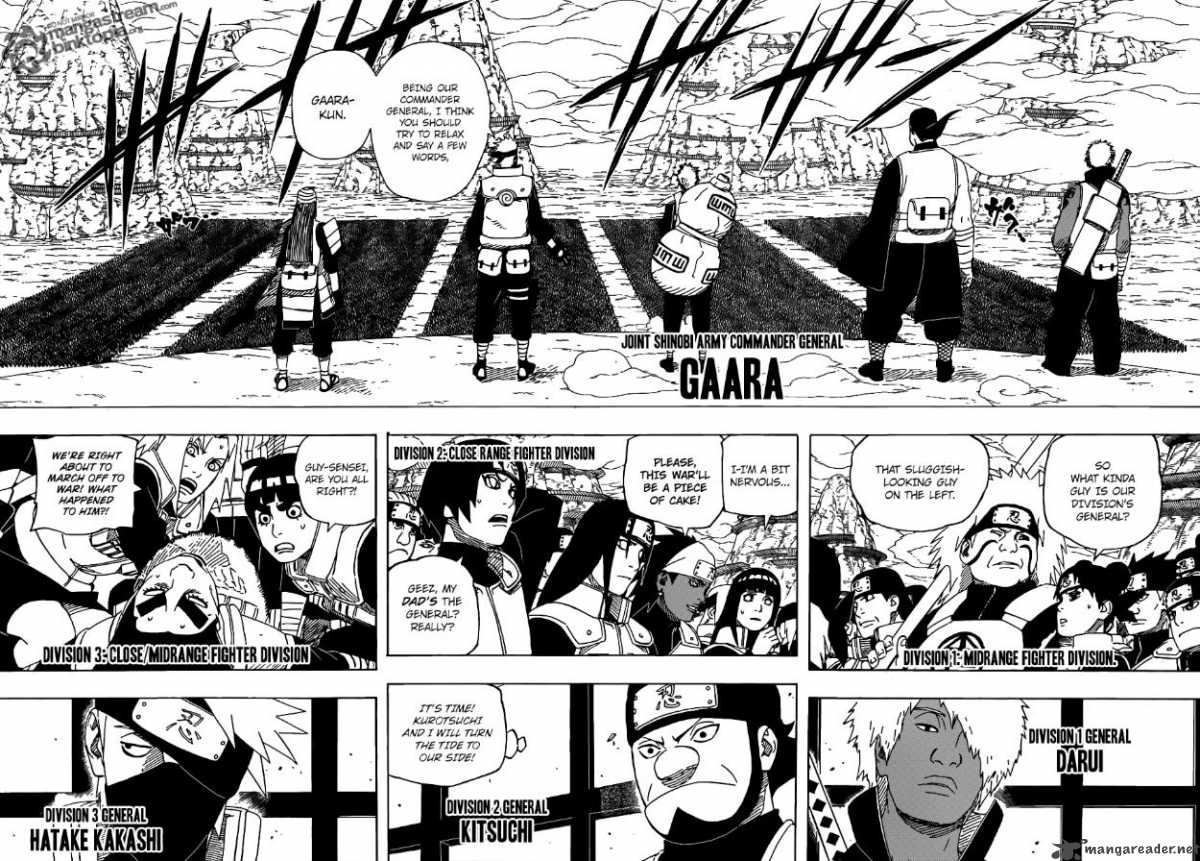 mangastream.com
binktopia
BEING OUR
COMMANDER
GENERAL, I THINK
YOU SHOULD
TRY TO RELAX
AND SAY A FEW
WORDS,
GAARA-
KUN.
JOINT SHINOBI ARMY COMMANDER GENERAL
GAARA
SO
WHAT KINDA
GUY IS OUR
DIVISION'S
GENERAL?
THAT SLUGGISH-
LOOKING GUY
ON THE LEFT.
忍
DIVISION 1: MIDRANGE FIGHTER DIVISION.
DIVISION 2: CLOSE RANGE FIGHTER DIVISION
I-I'M A BIT
NERVOUS...
PLEASE,
THIS WAR'LL
BE A PIECE
OF CAKE!
GEEZ, MY
DAD'S THE
GENERAL?
REALLY?
GUY-SENSEI,
ARE YOU ALL
RIGHT?!
WE'RE RIGHT
ABOUT TO
MARCH OFF TO
WAR! WHAT
HAPPENED
TO HIM?!
DIVISION 3: CLOSE/MIDRANGE FIGHTER DIVISION
DIVISION 1 GENERAL
DARUI
IT'S TIME!
KUROTSUCHI
AND I WILL TURN
THE TIDE TO
OUR SIDE!
忍
DIVISION 2 GENERAL
KITSUCHI
忍
DIVISION 3 GENERAL
HATAKE KAKASHI
mangareader.net